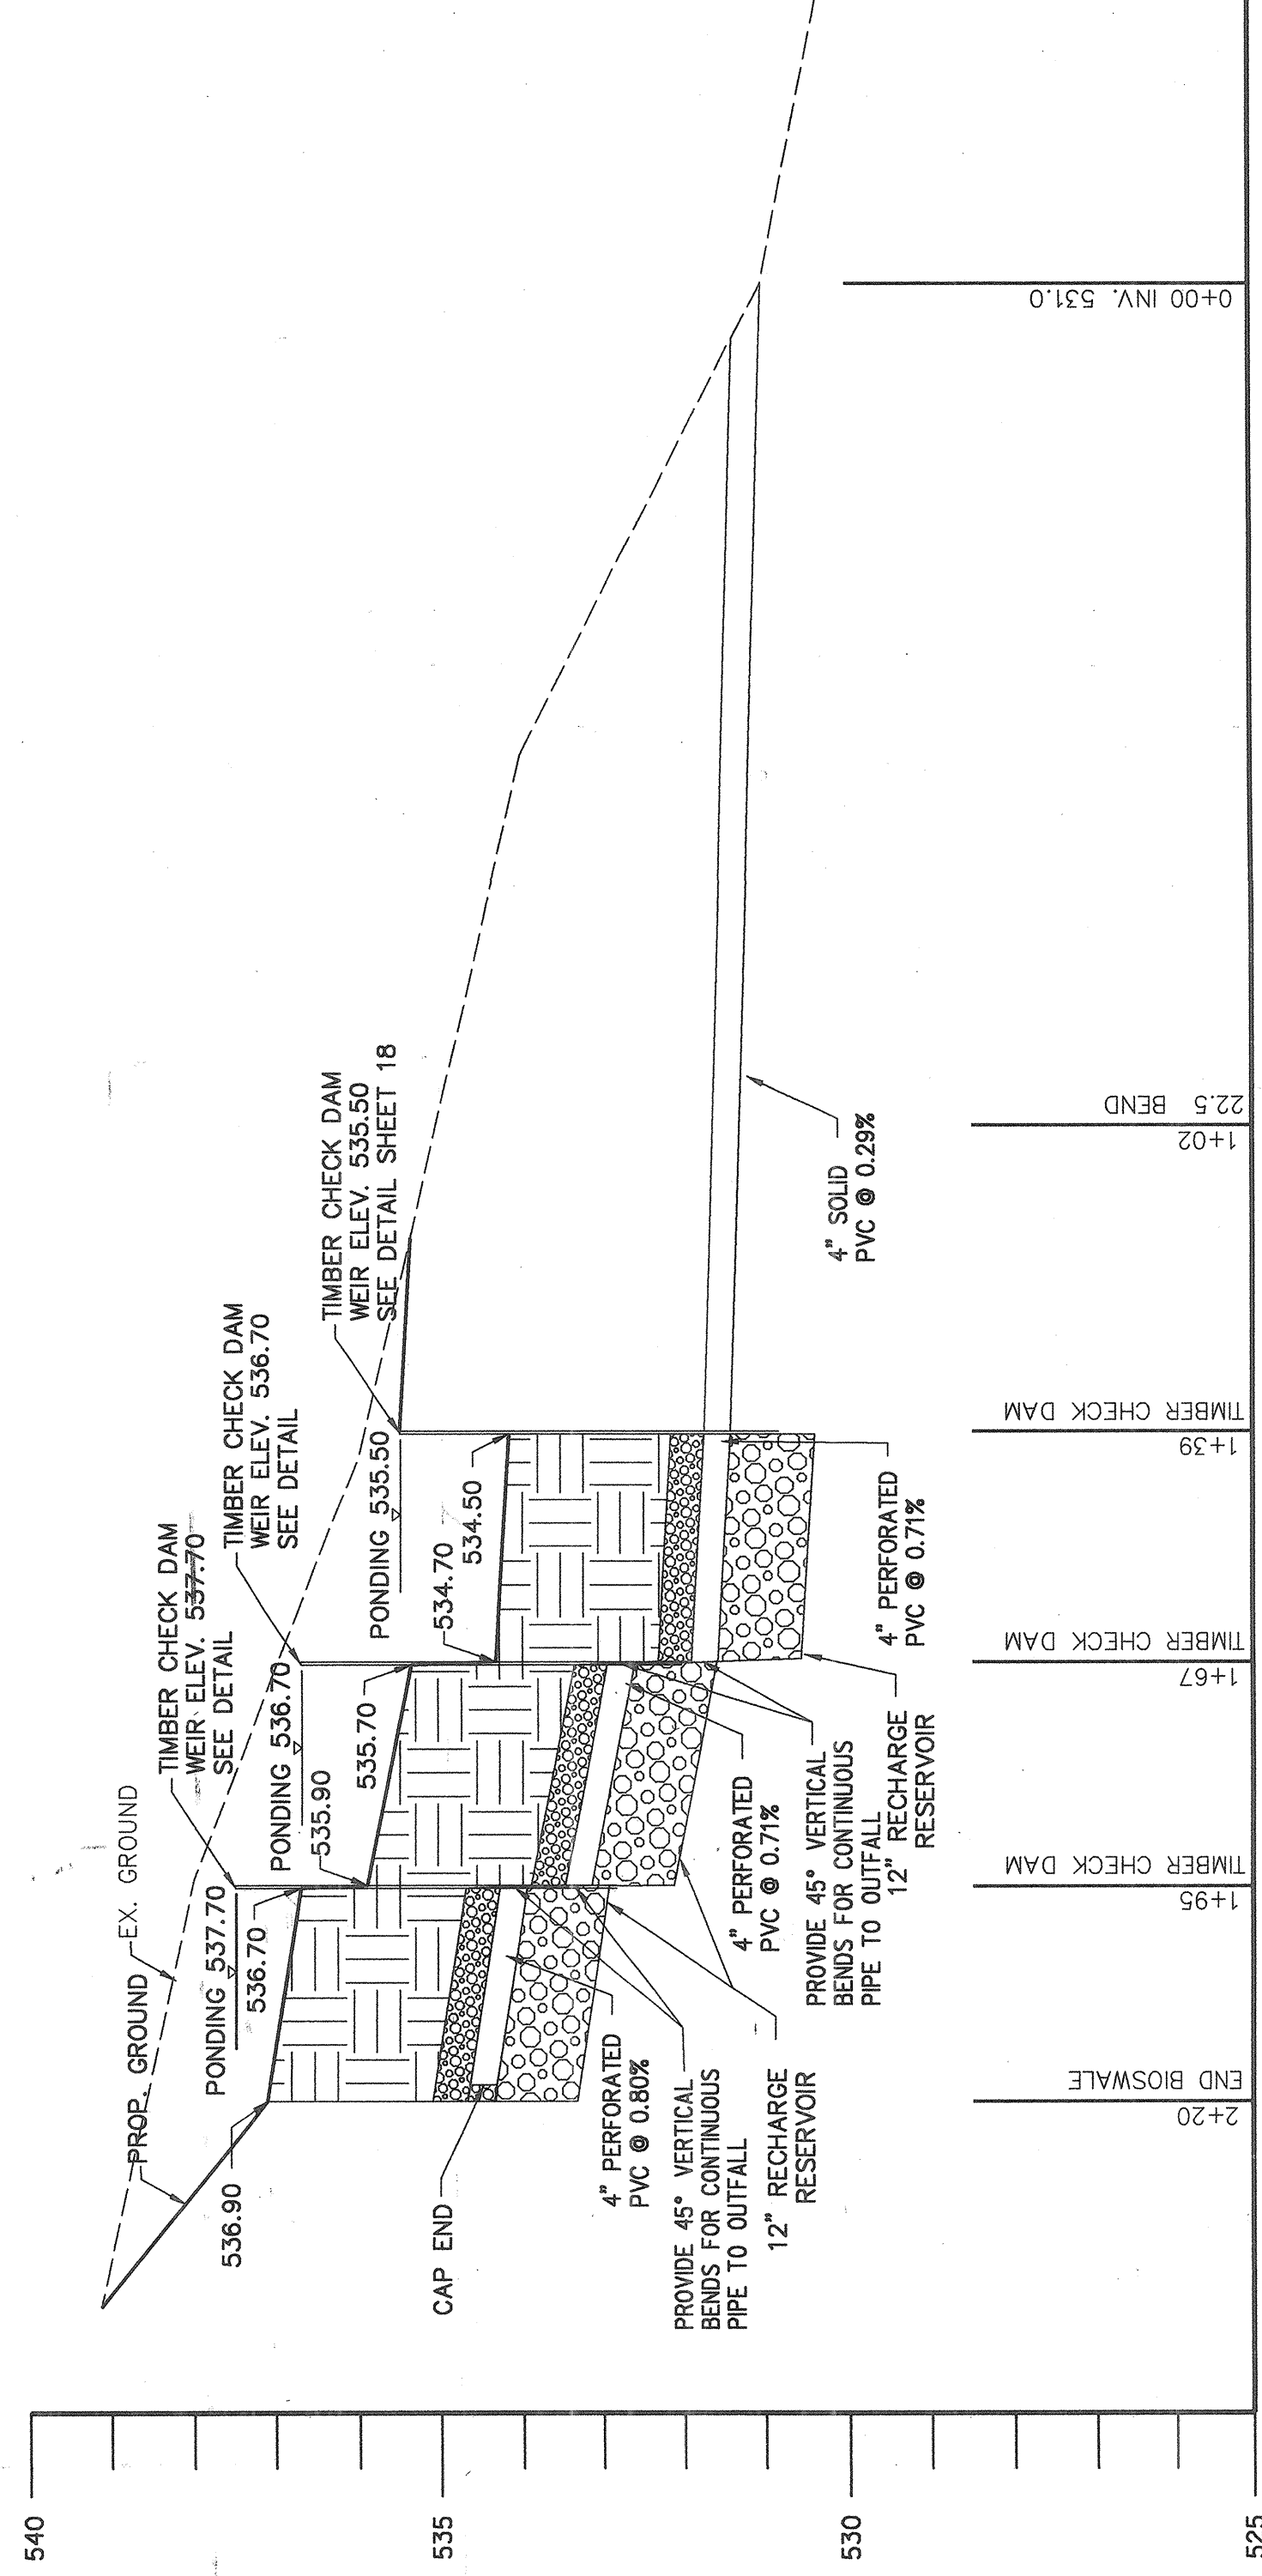 540
535
530
525
PROP. GROUND
EX. GROUND
536.90
PONDING 537.70
536.70
TIMBER CHECK DAM
WEIR ELEV. 537.70
SEE DETAIL
PONDING 536.70
535.90
535.70
TIMBER CHECK DAM
WEIR ELEV. 536.70
SEE DETAIL
PONDING 535.50
534.70
534.50
TIMBER CHECK DAM
WEIR ELEV. 535.50
SEE DETAIL SHEET 18
CAP END
4" PERFORATED
PVC @ 0.80%
PROVIDE 45° VERTICAL
BENDS FOR CONTINUOUS
PIPE TO OUTFALL
12" RECHARGE
RESERVOIR
4" PERFORATED
PVC @ 0.71%
PROVIDE 45° VERTICAL
BENDS FOR CONTINUOUS
PIPE TO OUTFALL
12" RECHARGE
RESERVOIR
4" PERFORATED
PVC @ 0.71%
4" SOLID
PVC @ 0.29%
2+20
END BIOSWALE
1+95
TIMBER CHECK DAM
1+67
TIMBER CHECK DAM
1+39
TIMBER CHECK DAM
1+02
22.5 BEND
0+00 INV. 531.0